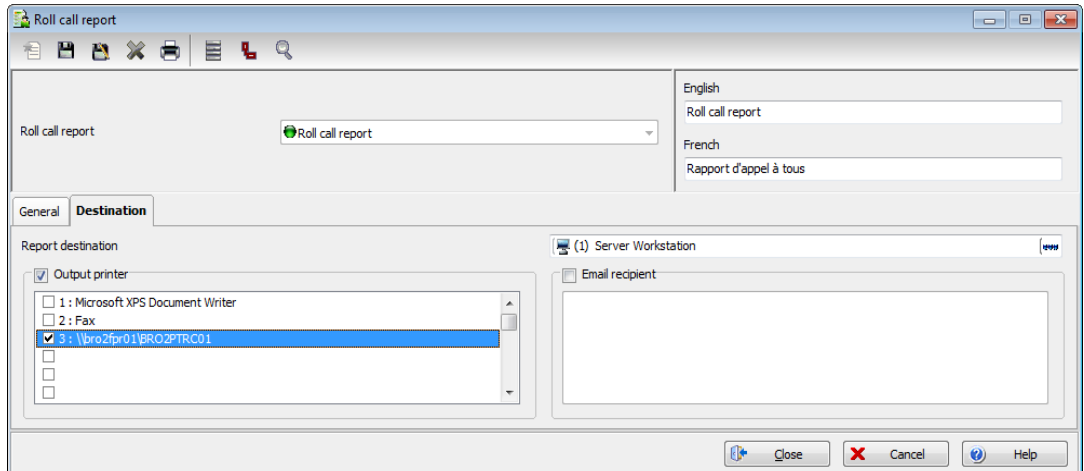 Roll call report
English
Roll call report
Roll call report
Roll call report
French
Rapport d'appel à tous
General
Destination
Report destination
(1) Server Workstation
Output printer
Email recipient
1 : Microsoft XPS Document Writer
2 : Fax
3 : \\bro2fpr01\BRO2PTRC01
Close
Cancel
Help